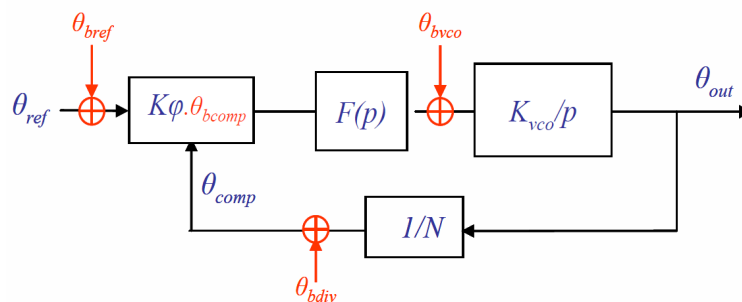 θbref
θbvco
θref
Kφ.θbcomp
F(p)
Kvco/p
θout
θcomp
1/N
θbdiv